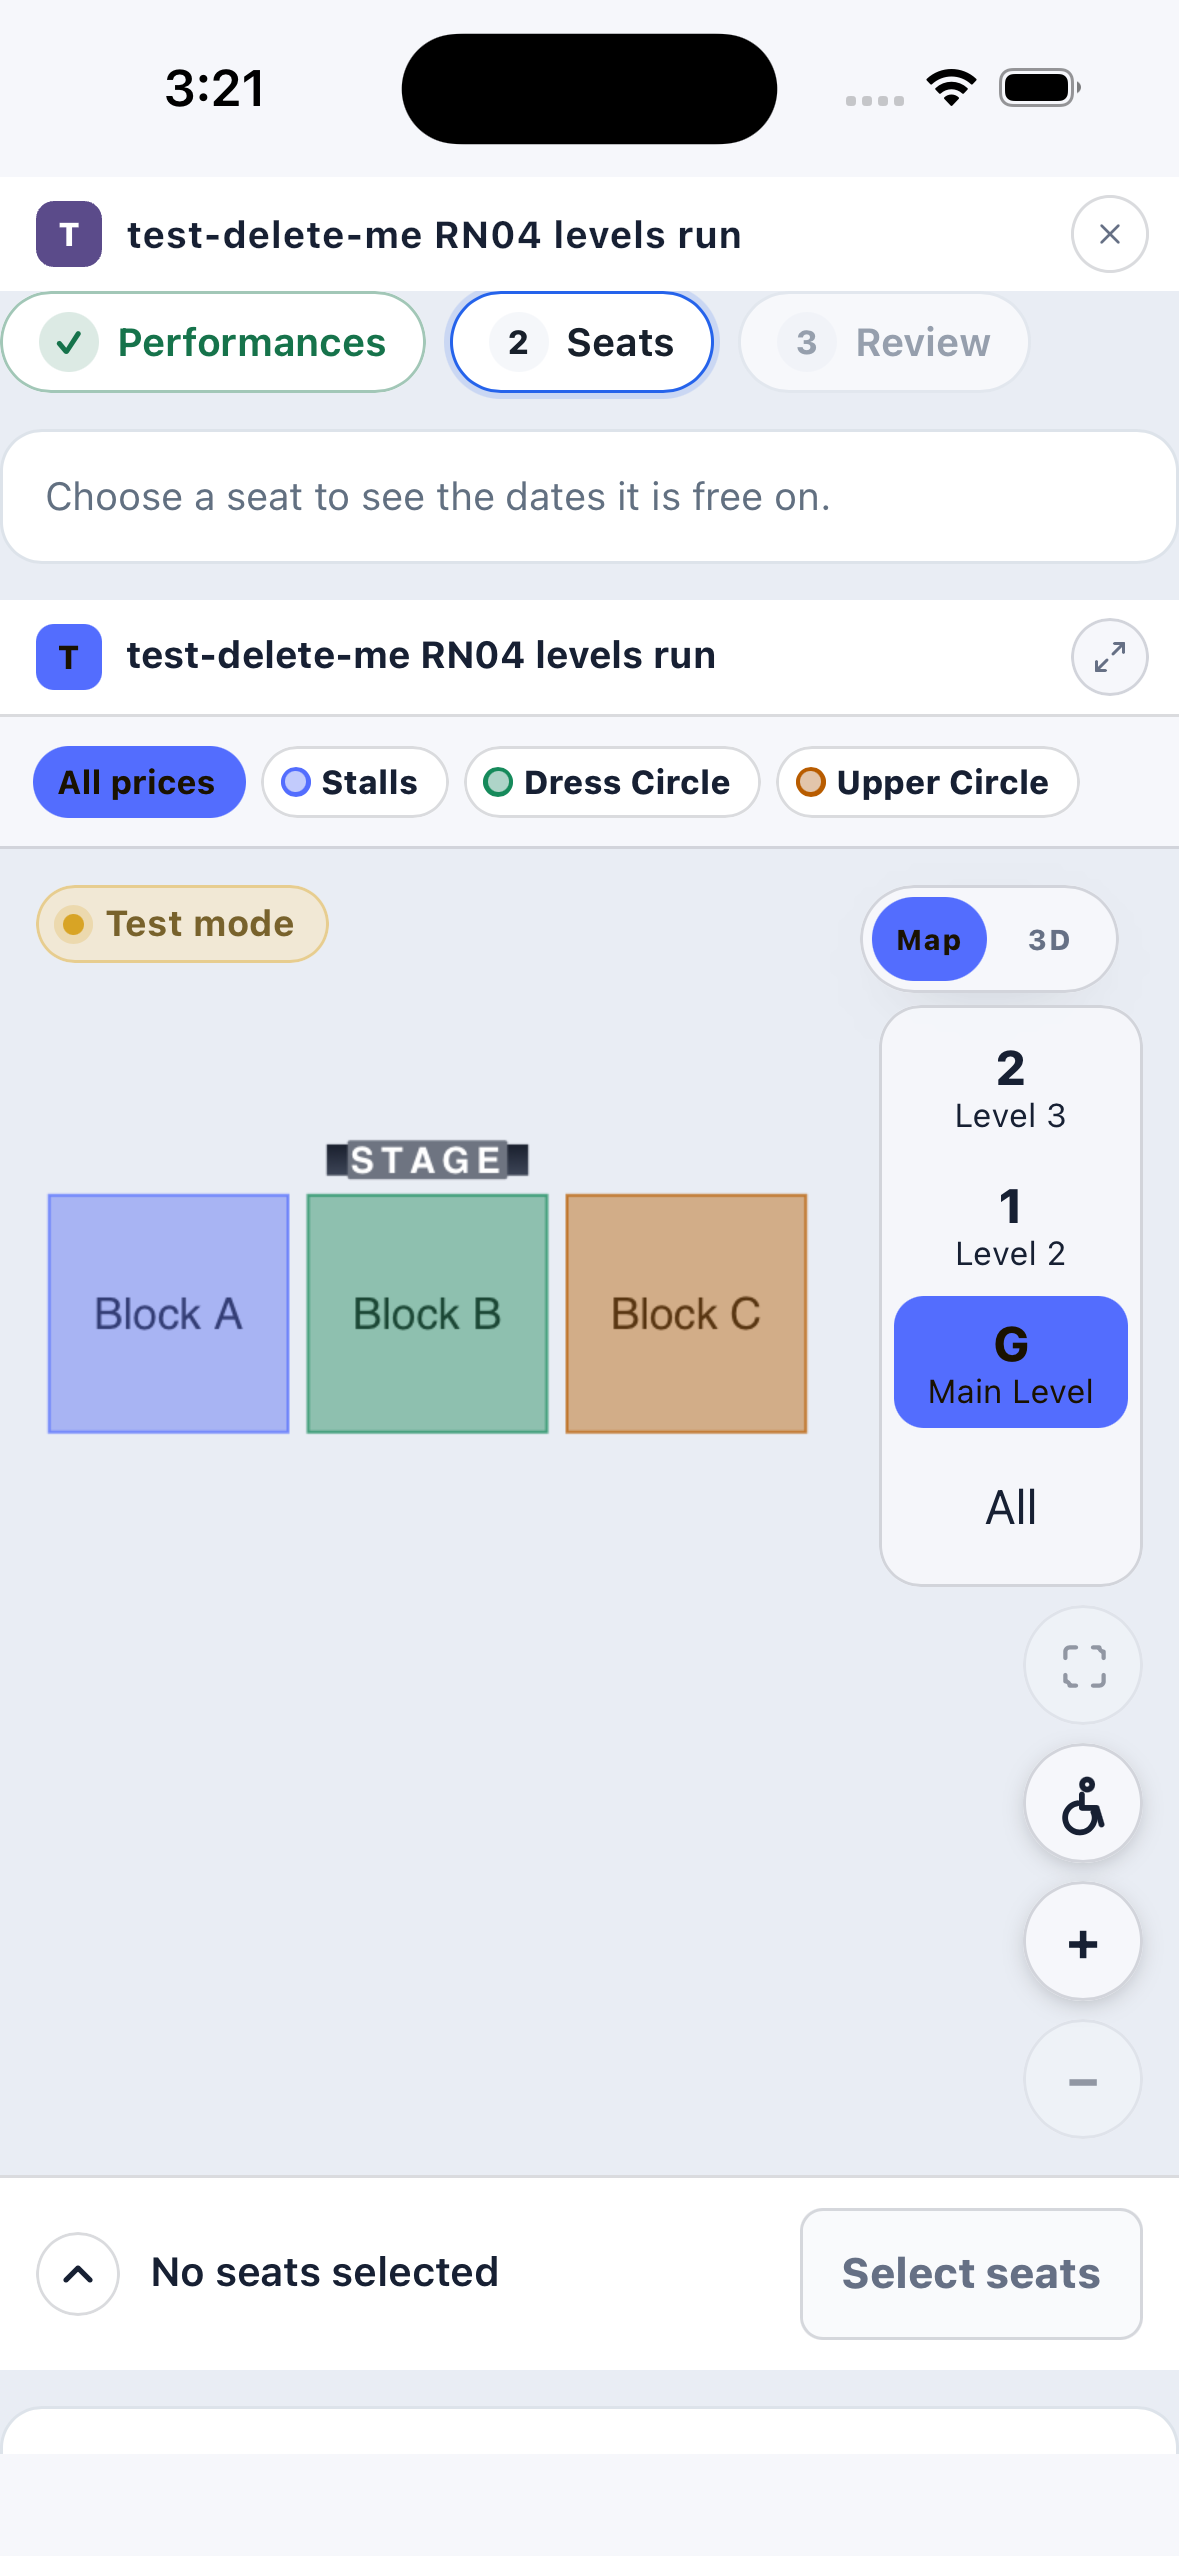 3:21
T test-delete-me RN04 levels run
Performances 2 Seats 3 Review
Choose a seat to see the dates it is free on.
T test-delete-me RN04 levels run
All prices Stalls Dress Circle Upper Circle
Test mode
Map 3D
2
Level 3
STAGE
1
Level 2
Block A Block B Block C
G
Main Level
All
+
−
No seats selected Select seats